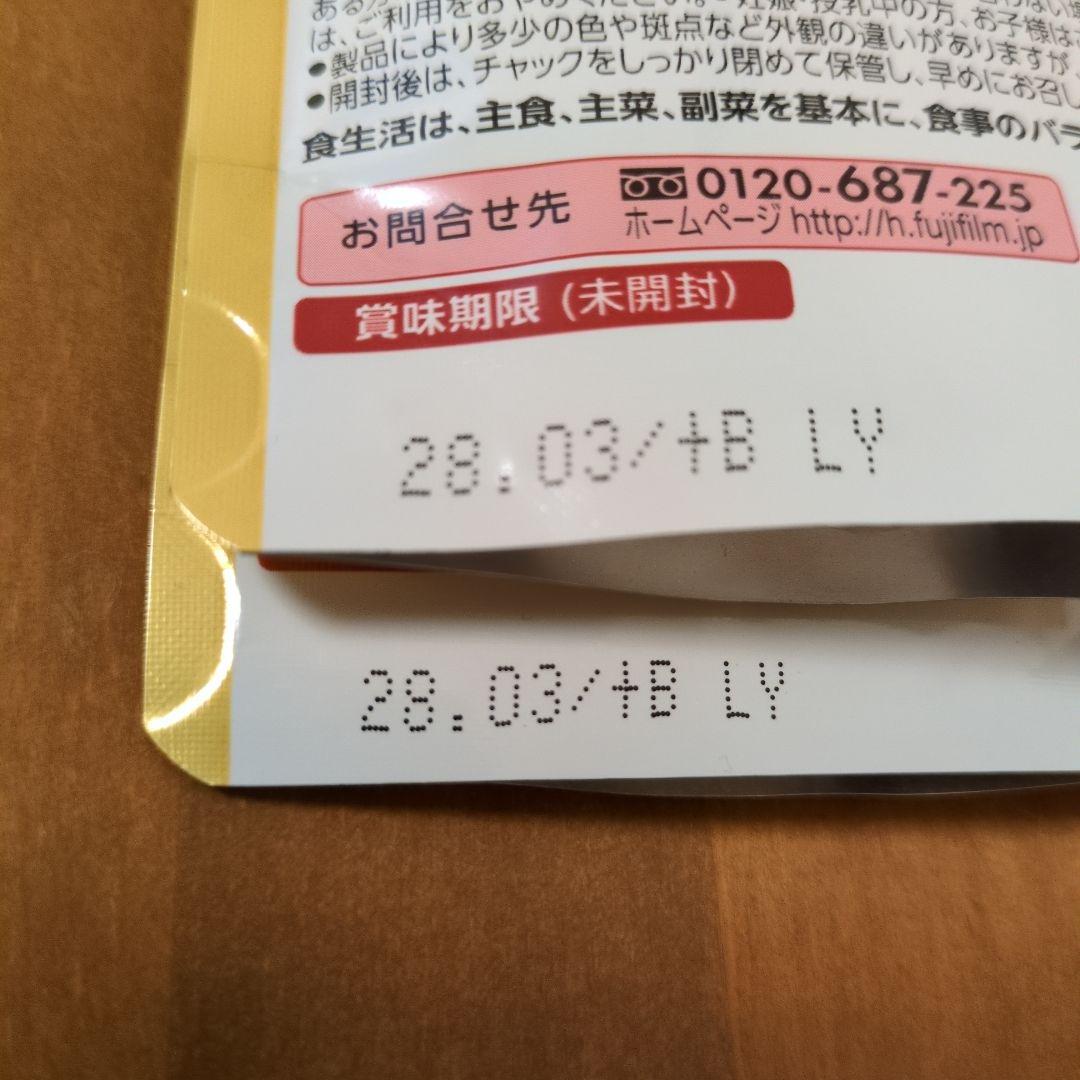 は、ご利用をおやめください。・妊娠・授乳中の方、お子様は
●製品により多少の色や斑点など外観の違いがありますが
●開封後は、チャックをしっかり閉めて保管し、早めにお召し
食生活は、主食、主菜、副菜を基本に、食事のバラ
お問合せ先 0120-687-225
ホームページ http://h.fujifilm.jp
賞味期限 (未開封)
28.03/tB LY
28.03/tB LY